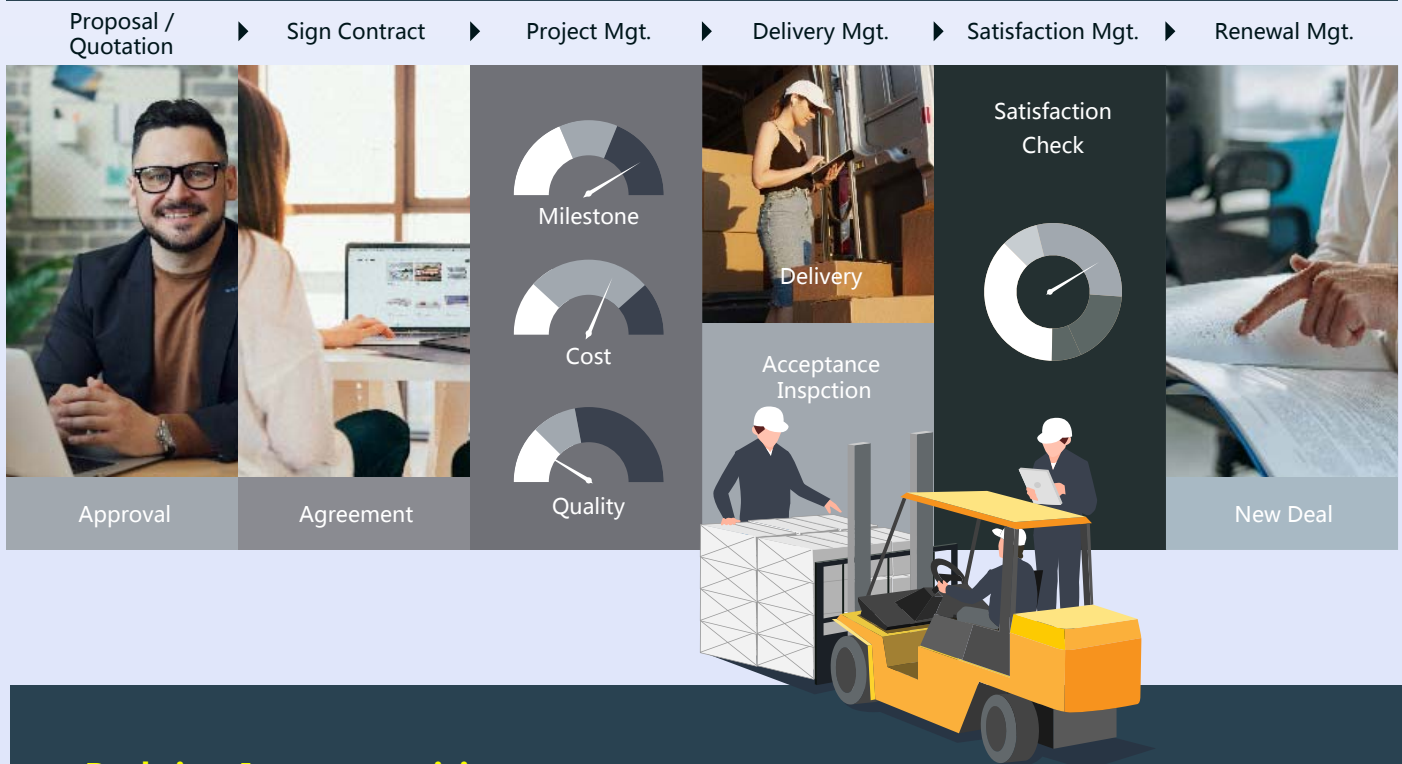 Proposal /
Quotation
Sign Contract
Project Mgt.
Delivery Mgt.
Satisfaction Mgt.
Renewal Mgt.
Approval
Agreement
Milestone
Cost
Quality
Delivery
Acceptance
Inspction
Satisfaction
Check
New Deal